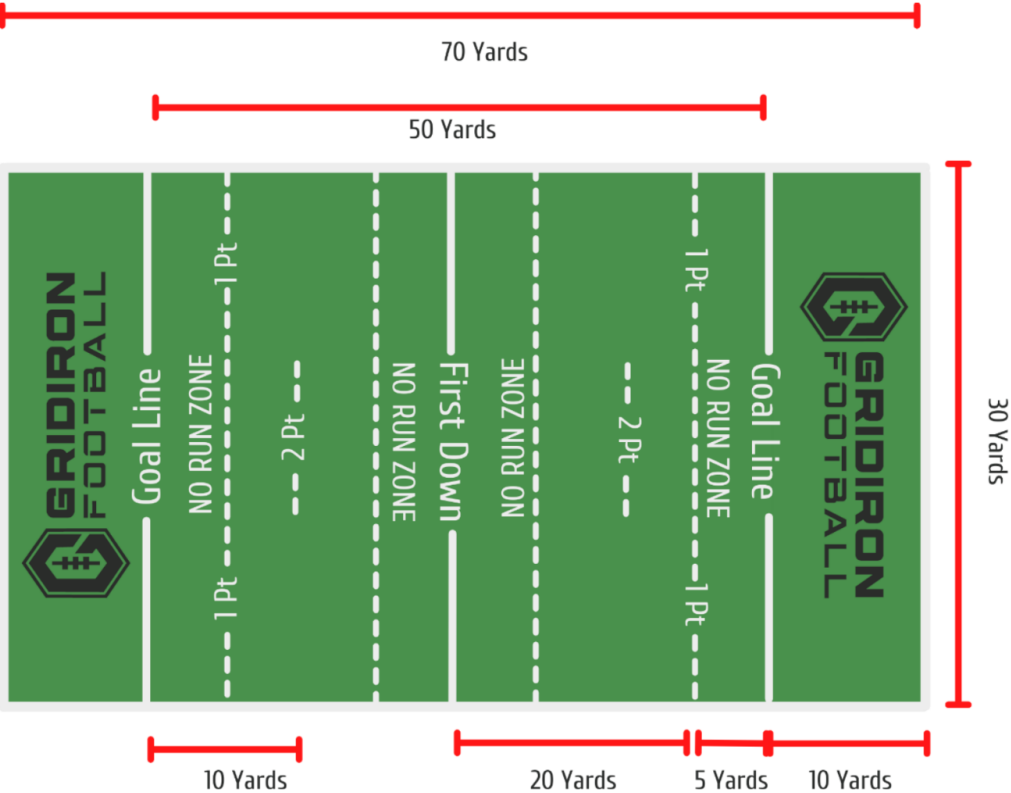 70 Yards
50 Yards
GRIDIRON
FOOTBALL
Goal Line
NO RUN ZONE
1 Pt
1 Pt
2 Pt
NO RUN ZONE
First Down
NO RUN ZONE
2 Pt
1 Pt
1 Pt
NO RUN ZONE
Goal Line
GRIDIRON
FOOTBALL
30 Yards
10 Yards
20 Yards
5 Yards
10 Yards